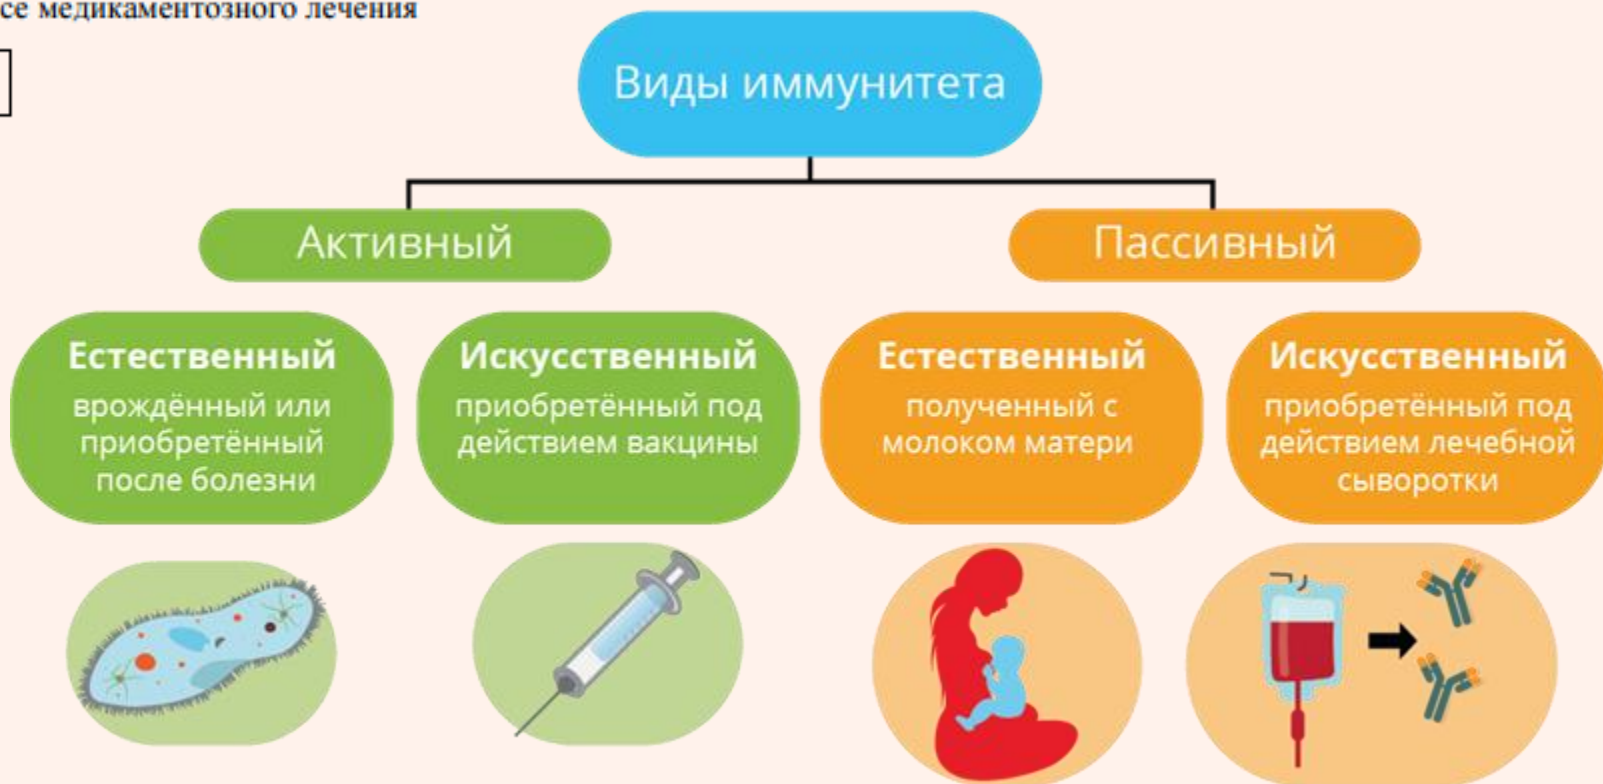 се медикаментозного лечения
Виды иммунитета
Активный
Пассивный
Естественный
врождённый или
приобретённый
после болезни
Искусственный
приобретённый под
действием вакцины
Естественный
полученный с
молоком матери
Искусственный
приобретённый под
действием лечебной
сыворотки